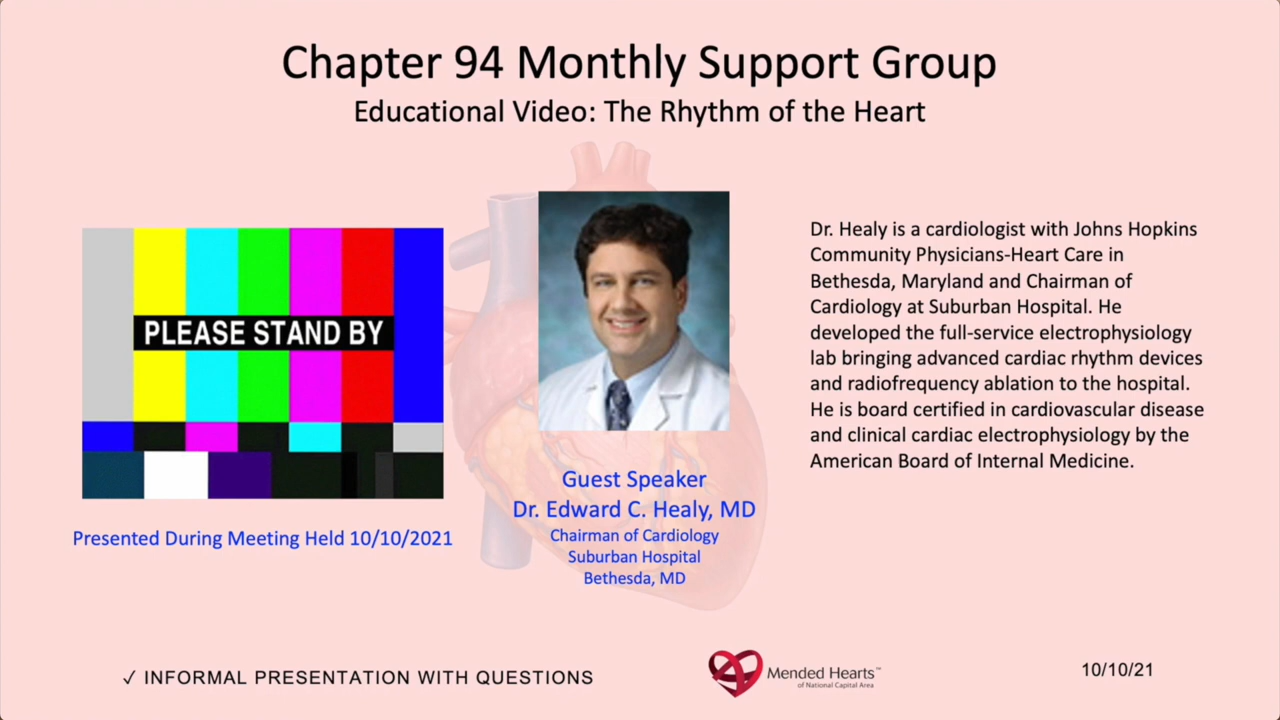 Chapter 94 Monthly Support Group
Educational Video: The Rhythm of the Heart
PLEASE STAND BY
Presented During Meeting Held 10/10/2021
Guest Speaker
Dr. Edward C. Healy, MD
Chairman of Cardiology
Suburban Hospital
Bethesda, MD
Dr. Healy is a cardiologist with Johns Hopkins
Community Physicians-Heart Care in
Bethesda, Maryland and Chairman of
Cardiology at Suburban Hospital. He
developed the full-service electrophysiology
lab bringing advanced cardiac rhythm devices
and radiofrequency ablation to the hospital.
He is board certified in cardiovascular disease
and clinical cardiac electrophysiology by the
American Board of Internal Medicine.
✓ INFORMAL PRESENTATION WITH QUESTIONS
Mended Hearts™
of National Capital Area
10/10/21